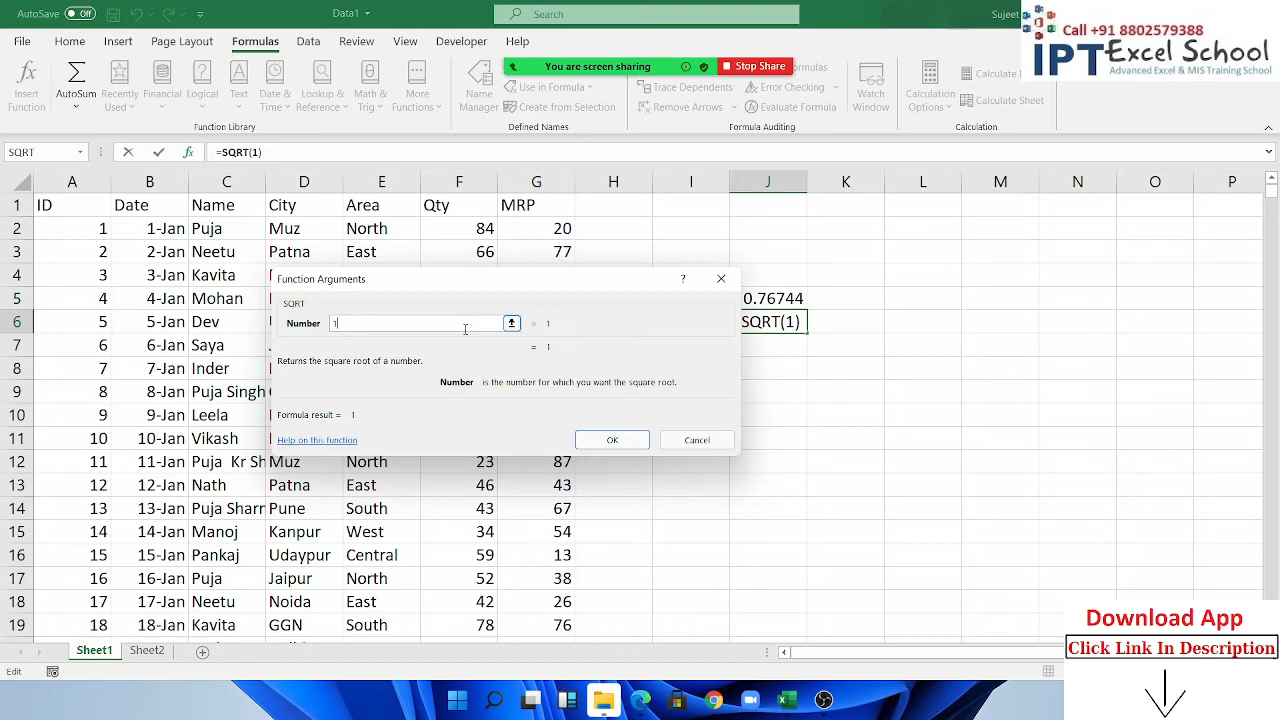 AutoSave Off Data1 Search Sujeet
Call +91 8802579388
IPT Excel School
Advanced Excel & MIS Training School
File Home Insert Page Layout Formulas Data Review View Developer Help
You are screen sharing Stop Share
Insert Function
AutoSum
Recently Used
Financial
Logical
Text
Date & Time
Lookup & Reference
Math & Trig
More Functions
Name Manager
Use in Formula
Create from Selection
Trace Dependents
Remove Arrows
Error Checking
Evaluate Formula
Watch Window
Calculation Options
Calculate
Calculate Sheet
Function Library Defined Names Formula Auditing Calculation
SQRT fx =SQRT(1)
A B C D E F G H I J K L M N O P
1 ID Date Name City Area Qty MRP
2 1 1-Jan Puja Muz North 84 20
3 2 2-Jan Neetu Patna East 66 77
4 3 3-Jan Kavita
5 4 4-Jan Mohan 0.76744
6 5 5-Jan Dev SQRT(1)
7 6 6-Jan Saya
8 7 7-Jan Inder
9 8 8-Jan Puja Singh
10 9 9-Jan Leela
11 10 10-Jan Vikash
12 11 11-Jan Puja Kr Sh Muz North 23 87
13 12 12-Jan Nath Patna East 46 43
14 13 13-Jan Puja Sharn Pune South 43 67
15 14 14-Jan Manoj Kanpur West 34 54
16 15 15-Jan Pankaj Udaypur Central 59 13
17 16 16-Jan Puja Jaipur North 52 38
18 17 17-Jan Neetu Noida East 42 26
19 18 18-Jan Kavita GGN South 78 76
Function Arguments ?
SQRT
Number 1 = 1
= 1
Returns the square root of a number.
Number is the number for which you want the square root.
Formula result = 1
Help on this function OK Cancel
Download App
Click Link In Description
Sheet1 Sheet2
Edit